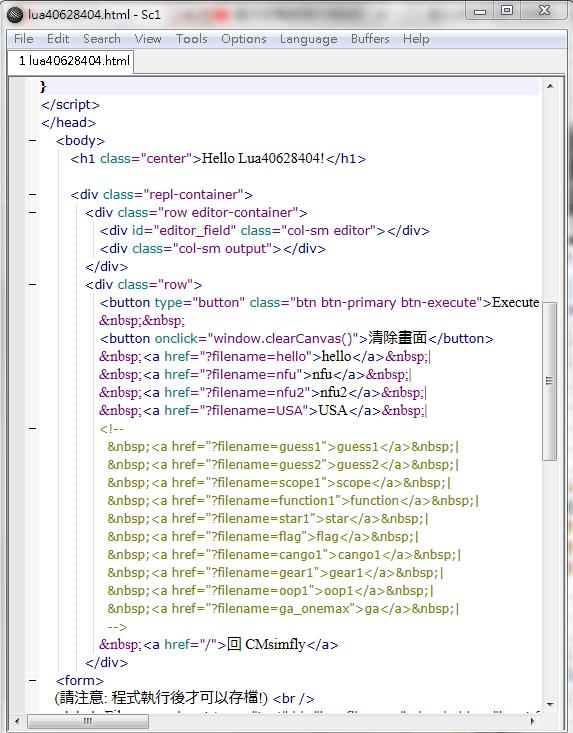 lua40628404.html - Sc1
File Edit Search View Tools Options Language Buffers Help
1 lua40628404.html
}
</script>
</head>
<body>
<h1 class="center">Hello Lua40628404!</h1>
<div class="repl-container">
<div class="row editor-container">
<div id="editor_field" class="col-sm editor"></div>
<div class="col-sm output"></div>
</div>
<div class="row">
<button type="button" class="btn btn-primary btn-execute">Execute
&nbsp;&nbsp;
<button onclick="window.clearCanvas()">清除畫面</button>
&nbsp;<a href="?filename=hello">hello</a>&nbsp;|
&nbsp;<a href="?filename=nfu">nfu</a>&nbsp;|
&nbsp;<a href="?filename=nfu2">nfu2</a>&nbsp;|
&nbsp;<a href="?filename=USA">USA</a>&nbsp;|
<!--
&nbsp;<a href="?filename=guess1">guess1</a>&nbsp;|
&nbsp;<a href="?filename=guess2">guess2</a>&nbsp;|
&nbsp;<a href="?filename=scope1">scope</a>&nbsp;|
&nbsp;<a href="?filename=function1">function</a>&nbsp;|
&nbsp;<a href="?filename=star1">star</a>&nbsp;|
&nbsp;<a href="?filename=flag">flag</a>&nbsp;|
&nbsp;<a href="?filename=cango1">cango1</a>&nbsp;|
&nbsp;<a href="?filename=gear1">gear1</a>&nbsp;|
&nbsp;<a href="?filename=oop1">oop1</a>&nbsp;|
&nbsp;<a href="?filename=ga_onemax">ga</a>&nbsp;|
-->
&nbsp;<a href="/">回 CMsimfly</a>
</div>
<form>
(請注意: 程式執行後才可以存檔!) <br />